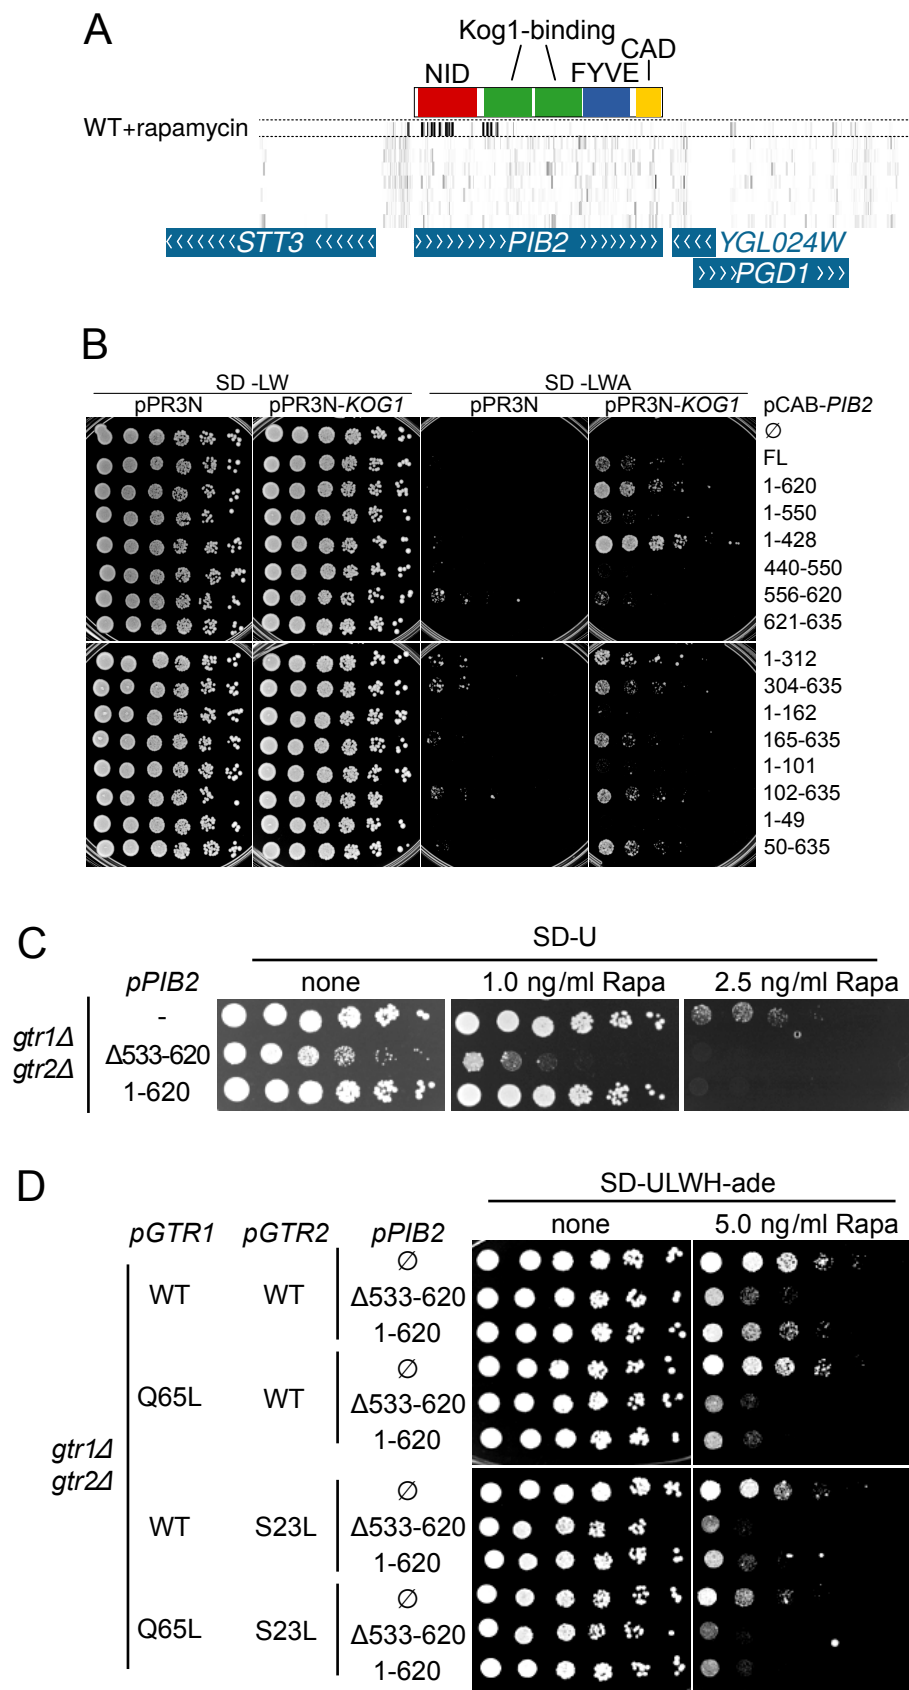 A
Kog1-binding
CAD
NID
FYVE
WT+rapamycin
STT3
PIB2
YGL024W
PGD1
B
SD -LW
SD -LWA
pPR3N
pPR3N-KOG1
pPR3N
pPR3N-KOG1
pCAB-PIB2
∅
FL
1-620
1-550
1-428
440-550
556-620
621-635
1-312
304-635
1-162
165-635
1-101
102-635
1-49
50-635
C
SD-U
pPIB2
none
1.0 ng/ml Rapa
2.5 ng/ml Rapa
gtr1Δ
gtr2Δ
-
Δ533-620
1-620
D
SD-ULWH-ade
pGTR1
pGTR2
pPIB2
none
5.0 ng/ml Rapa
gtr1Δ
gtr2Δ
WT
WT
∅
Δ533-620
1-620
Q65L
WT
∅
Δ533-620
1-620
WT
S23L
∅
Δ533-620
1-620
Q65L
S23L
∅
Δ533-620
1-620